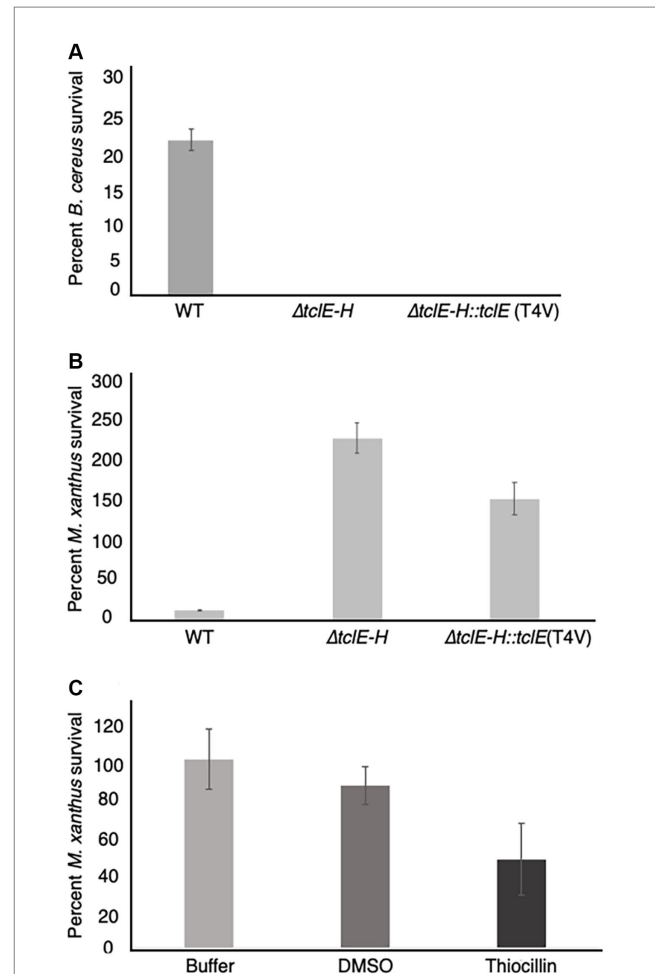 A
Percent B. cereus survival
30
25
20
15
10
5
0
WT
ΔtclE-H
ΔtclE-H::tclE (T4V)
B
Percent M. xanthus survival
300
250
200
150
100
50
0
WT
ΔtclE-H
ΔtclE-H::tclE(T4V)
C
Percent M. xanthus survival
120
100
80
60
40
20
0
Buffer
DMSO
Thiocillin